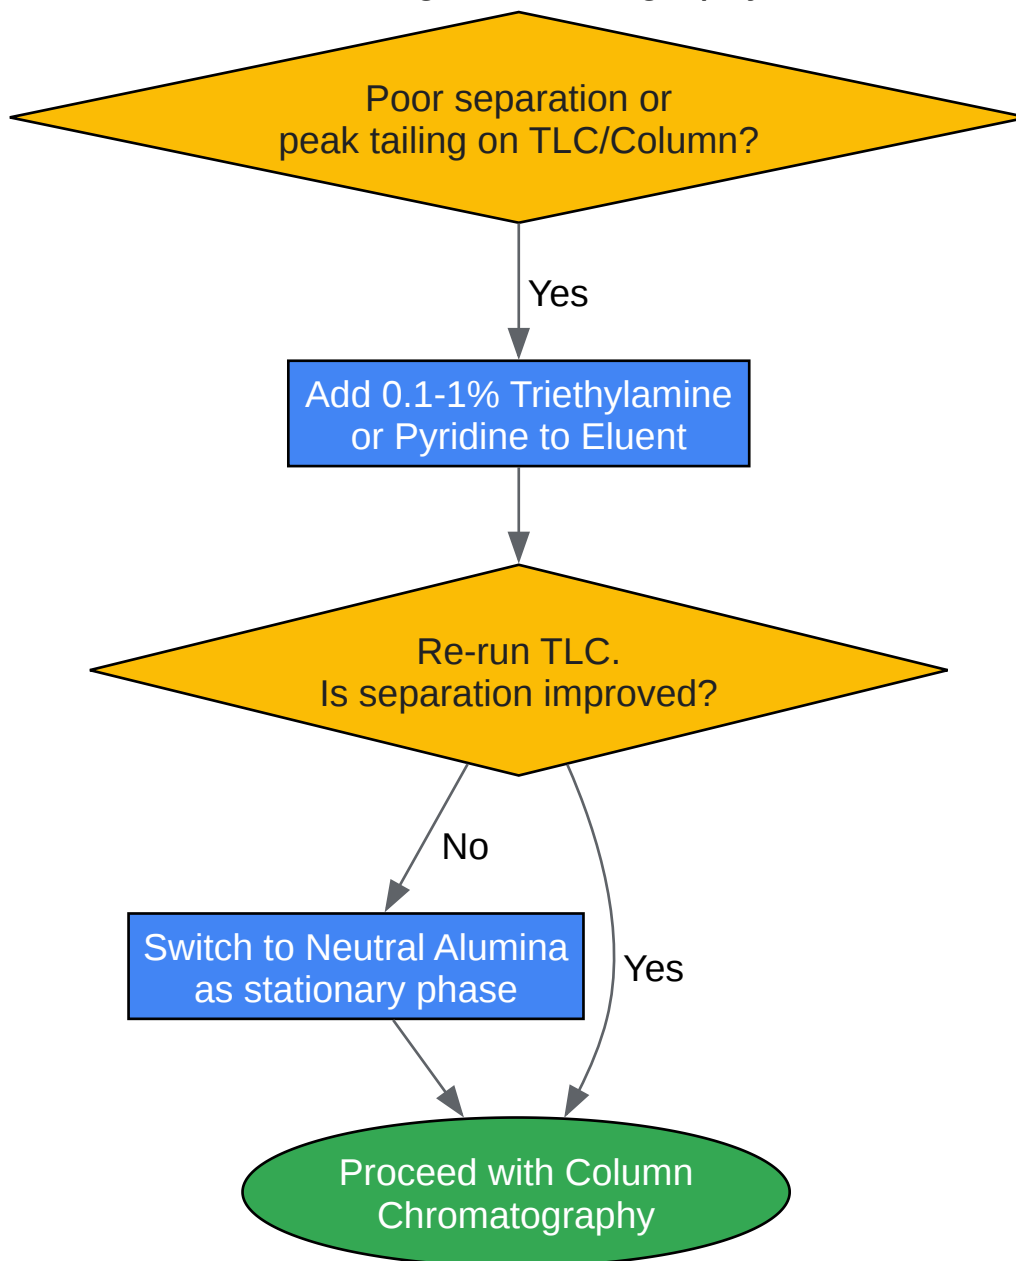 Poor separation or
peak tailing on TLC/Column?
Yes
Add 0.1-1% Triethylamine
or Pyridine to Eluent
Re-run TLC.
Is separation improved?
No
Switch to Neutral Alumina
as stationary phase
Yes
Proceed with Column
Chromatography